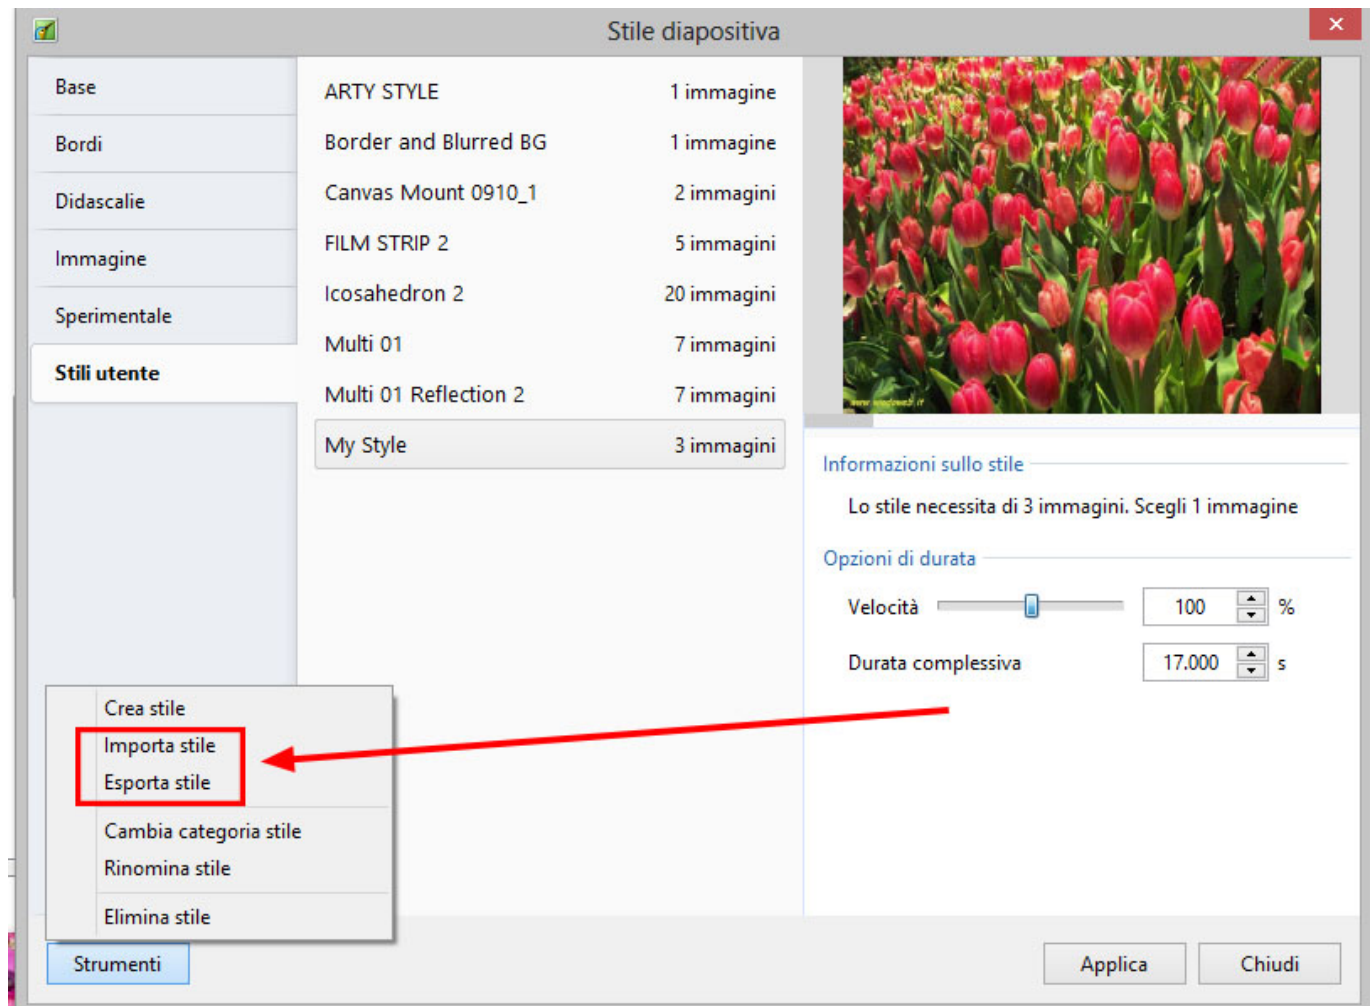 Stile diapositiva
Base
Bordi
Didascalie
Immagine
Sperimentale
Stili utente
ARTY STYLE 1 immagine
Border and Blurred BG 1 immagine
Canvas Mount 0910_1 2 immagini
FILM STRIP 2 5 immagini
Icosahedron 2 20 immagini
Multi 01 7 immagini
Multi 01 Reflection 2 7 immagini
My Style 3 immagini
Informazioni sullo stile
Lo stile necessita di 3 immagini. Scegli 1 immagine
Opzioni di durata
Velocità 100 %
Durata complessiva 17.000 s
Crea stile
Importa stile
Esporta stile
Cambia categoria stile
Rinomina stile
Elimina stile
Strumenti
Applica Chiudi